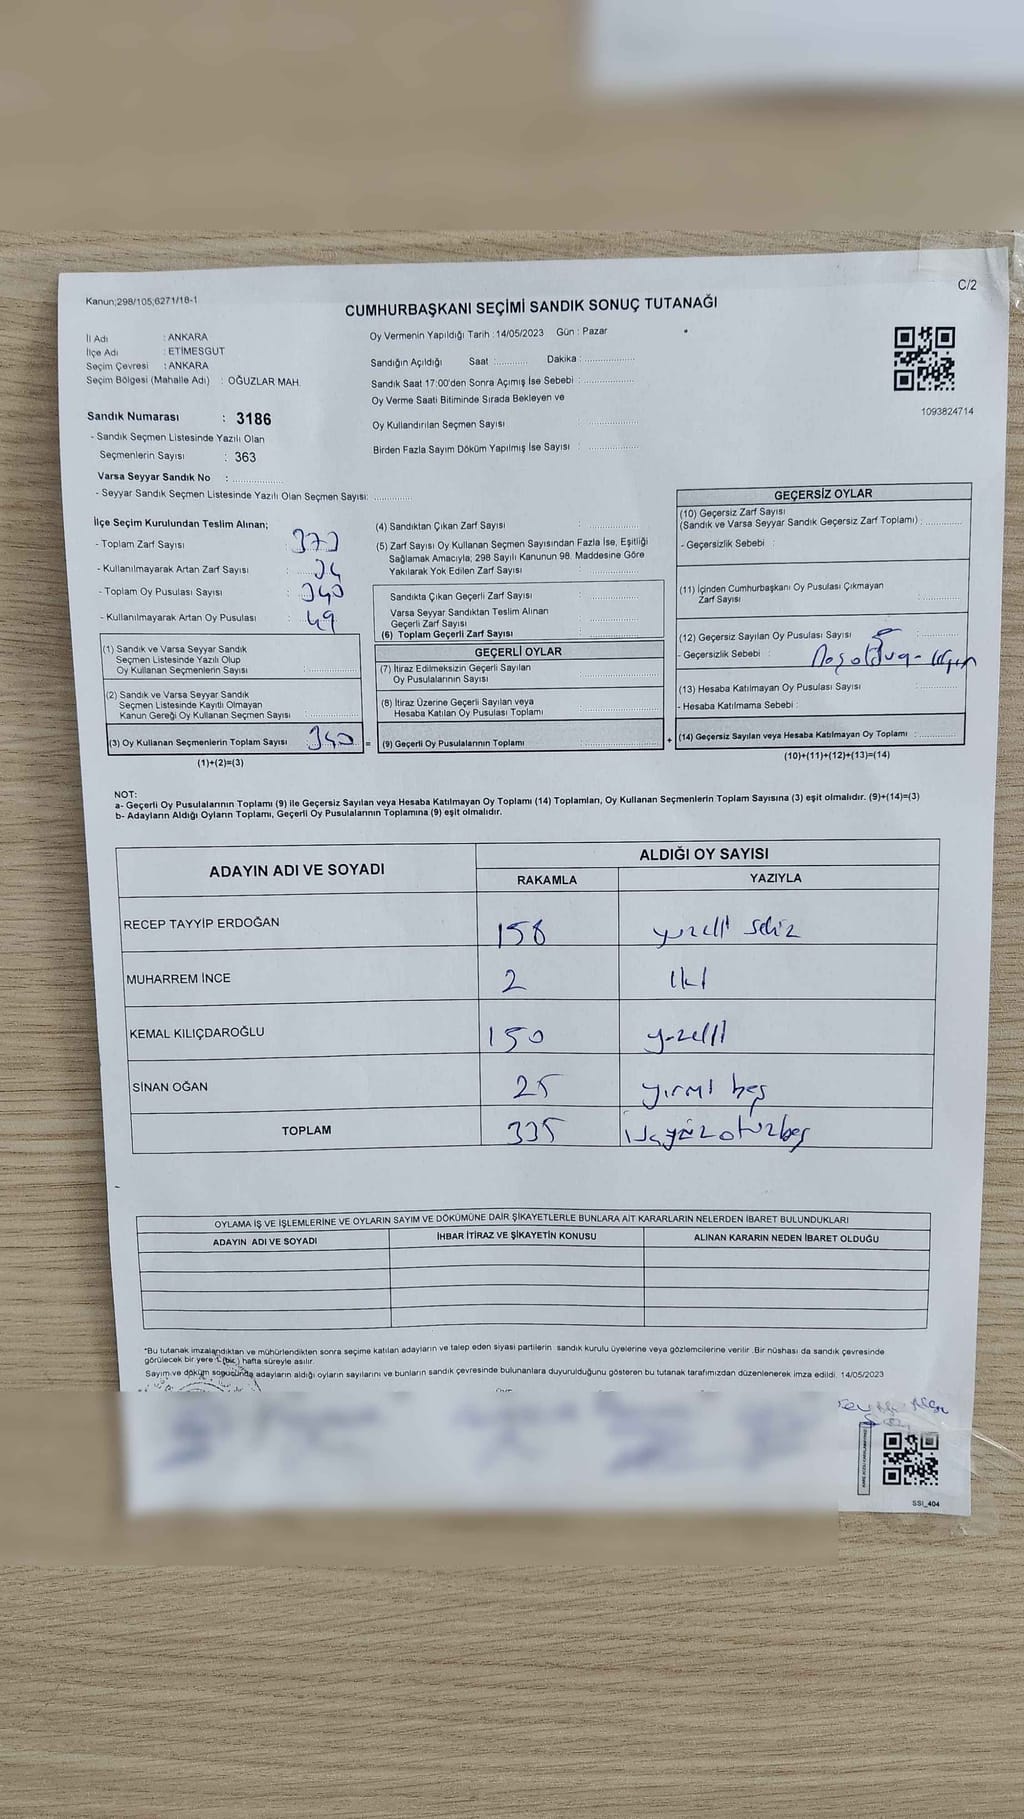 Kanun;298/105;6271/18-1
C/2
CUMHURBAŞKANI SEÇİMİ SANDIK SONUÇ TUTANAĞI
İl Adı : ANKARA
İlçe Adı : ETİMESGUT
Seçim Çevresi : ANKARA
Seçim Bölgesi (Mahalle Adı) : OĞUZLAR MAH.
Oy Vermenin Yapıldığı Tarih : 14/05/2023 Gün : Pazar
Sandığın Açıldığı Saat :........... Dakika :.................
Sandık Saat 17:00'den Sonra Açımış İse Sebebi :.................
Oy Verme Saati Bitiminde Sırada Bekleyen ve
Oy Kullandırılan Seçmen Sayısı :.................
Birden Fazla Sayım Döküm Yapılmış İse Sayısı :.................
1093824714
Sandık Numarası : 3186
- Sandık Seçmen Listesinde Yazılı Olan
Seçmenlerin Sayısı : 363
Varsa Seyyar Sandık No :.................
- Seyyar Sandık Seçmen Listesinde Yazılı Olan Seçmen Sayısı: .............
İlçe Seçim Kurulundan Teslim Alınan;
- Toplam Zarf Sayısı : 373
- Kullanılmayarak Artan Zarf Sayısı :
- Toplam Oy Pusulası Sayısı :
- Kullanılmayarak Artan Oy Pusulası : 49
(1) Sandık ve Varsa Seyyar Sandık
Seçmen Listesinde Yazılı Olup
Oy Kullanan Seçmenlerin Sayısı :.................
(2) Sandık ve Varsa Seyyar Sandık
Seçmen Listesinde Kayıtlı Olmayan
Kanun Gereği Oy Kullanan Seçmen Sayısı :.................
(3) Oy Kullanan Seçmenlerin Toplam Sayısı 340
(1)+(2)=(3)
(4) Sandıktan Çıkan Zarf Sayısı :.................
(5) Zarf Sayısı Oy Kullanan Seçmen Sayısından Fazla İse, Eşitliği
Sağlamak Amacıyla; 298 Sayılı Kanunun 98. Maddesine Göre
Yakılarak Yok Edilen Zarf Sayısı :.................
Sandıkta Çıkan Geçerli Zarf Sayısı :.................
Varsa Seyyar Sandıktan Teslim Alınan
Geçerli Zarf Sayısı :.................
(6) Toplam Geçerli Zarf Sayısı :.................
GEÇERLİ OYLAR
(7) İtiraz Edilmeksizin Geçerli Sayılan
Oy Pusulalarının Sayısı :.................
(8) İtiraz Üzerine Geçerli Sayılan veya
Hesaba Katılan Oy Pusulası Toplamı :.................
= (9) Geçerli Oy Pusulalarının Toplamı :................. +
GEÇERSİZ OYLAR
(10) Geçersiz Zarf Sayısı
(Sandık ve Varsa Seyyar Sandık Geçersiz Zarf Toplamı) :...........
- Geçersizlik Sebebi :
(11) İçinden Cumhurbaşkanı Oy Pusulası Çıkmayan
Zarf Sayısı :...........
(12) Geçersiz Sayılan Oy Pusulası Sayısı : 5
- Geçersizlik Sebebi :
(13) Hesaba Katılmayan Oy Pusulası Sayısı :...........
- Hesaba Katılmama Sebebi :
(14) Geçersiz Sayılan veya Hesaba Katılmayan Oy Toplamı :...........
(10)+(11)+(12)+(13)=(14)
NOT:
a- Geçerli Oy Pusulalarının Toplamı (9) ile Geçersiz Sayılan veya Hesaba Katılmayan Oy Toplamı (14) Toplamları, Oy Kullanan Seçmenlerin Toplam Sayısına (3) eşit olmalıdır. (9)+(14)=(3)
b- Adayların Aldığı Oyların Toplamı, Geçerli Oy Pusulalarının Toplamına (9) eşit olmalıdır.
ADAYIN ADI VE SOYADI
ALDIĞI OY SAYISI
RAKAMLA YAZIYLA
RECEP TAYYİP ERDOĞAN 158 yüzelli sekiz
MUHARREM İNCE 2 iki
KEMAL KILIÇDAROĞLU 150 yüzelli
SİNAN OĞAN 25 yirmi beş
TOPLAM 335 üçyüzotuzbeş
OYLAMA İŞ VE İŞLEMLERİNE VE OYLARIN SAYIM VE DÖKÜMÜNE DAİR ŞİKAYETLERLE BUNLARA AİT KARARLARIN NELERDEN İBARET BULUNDUKLARI
ADAYIN ADI VE SOYADI İHBAR İTİRAZ VE ŞİKAYETİN KONUSU ALINAN KARARIN NEDEN İBARET OLDUĞU
*Bu tutanak imzalandıktan ve mühürlendikten sonra seçime katılan adayların ve talep eden siyasi partilerin sandık kurulu üyelerine veya gözlemcilerine verilir .Bir nüshası da sandık çevresinde
görülecek bir yere 1 (bir) hafta süreyle asılır.
Sayım ve döküm sonucunda adayların aldığı oyların sayılarını ve bunların sandık çevresinde bulunanlara duyurulduğunu gösteren bu tutanak tarafımızdan düzenlenerek imza edildi. 14/05/2023
SSI_404